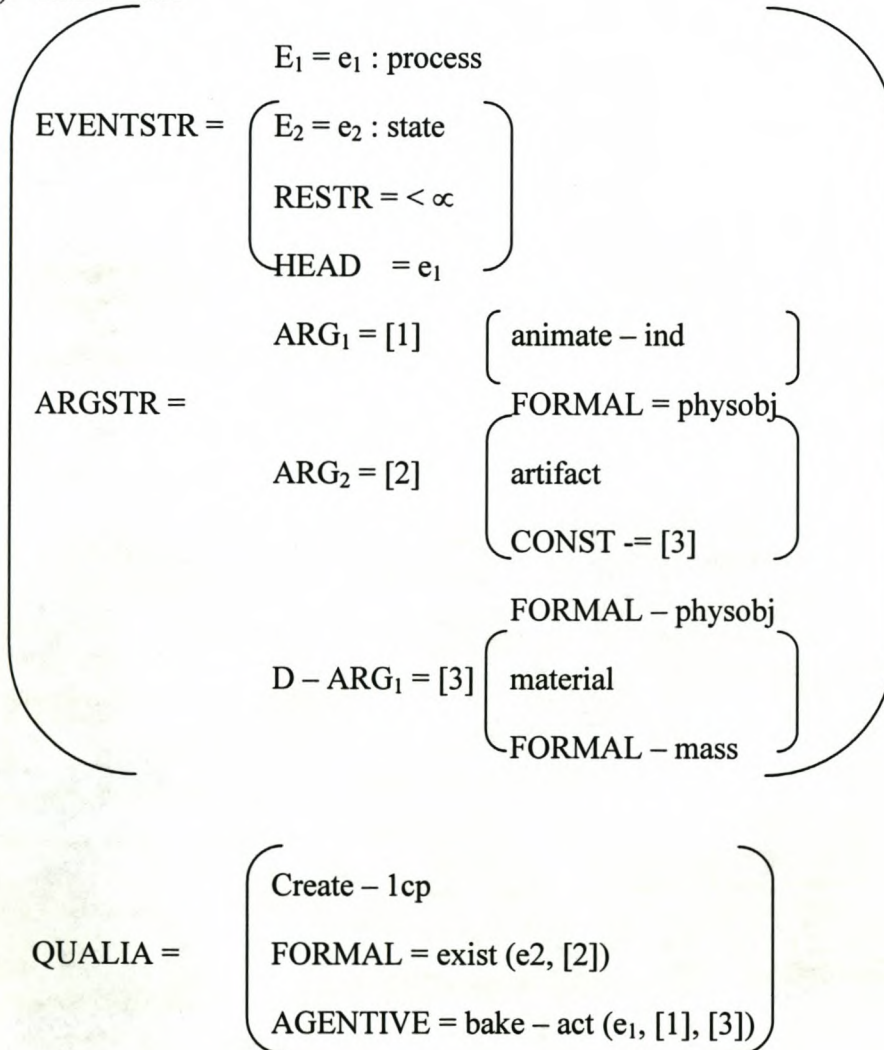 E₁ = e₁ : process
EVENTSTR = E₂ = e₂ : state
RESTR = < ∝
HEAD = e₁
ARG₁ = [1] animate – ind
ARGSTR = FORMAL = physobj
ARG₂ = [2] artifact
CONST -= [3]
FORMAL – physobj
D – ARG₁ = [3] material
FORMAL – mass
Create – 1cp
QUALIA = FORMAL = exist (e2, [2])
AGENTIVE = bake – act (e₁, [1], [3])